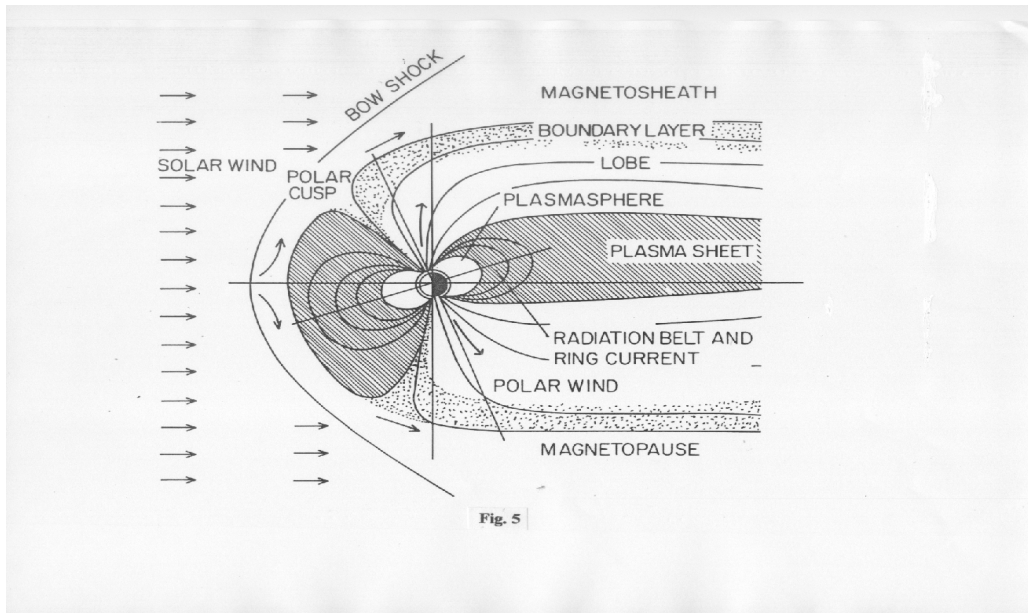 BOW SHOCK
MAGNETOSHEATH
BOUNDARY LAYER
SOLAR WIND
LOBE
POLAR
CUSP
PLASMASPHERE
PLASMA SHEET
RADIATION BELT AND
RING CURRENT
POLAR WIND
MAGNETOPAUSE
Fig. 5